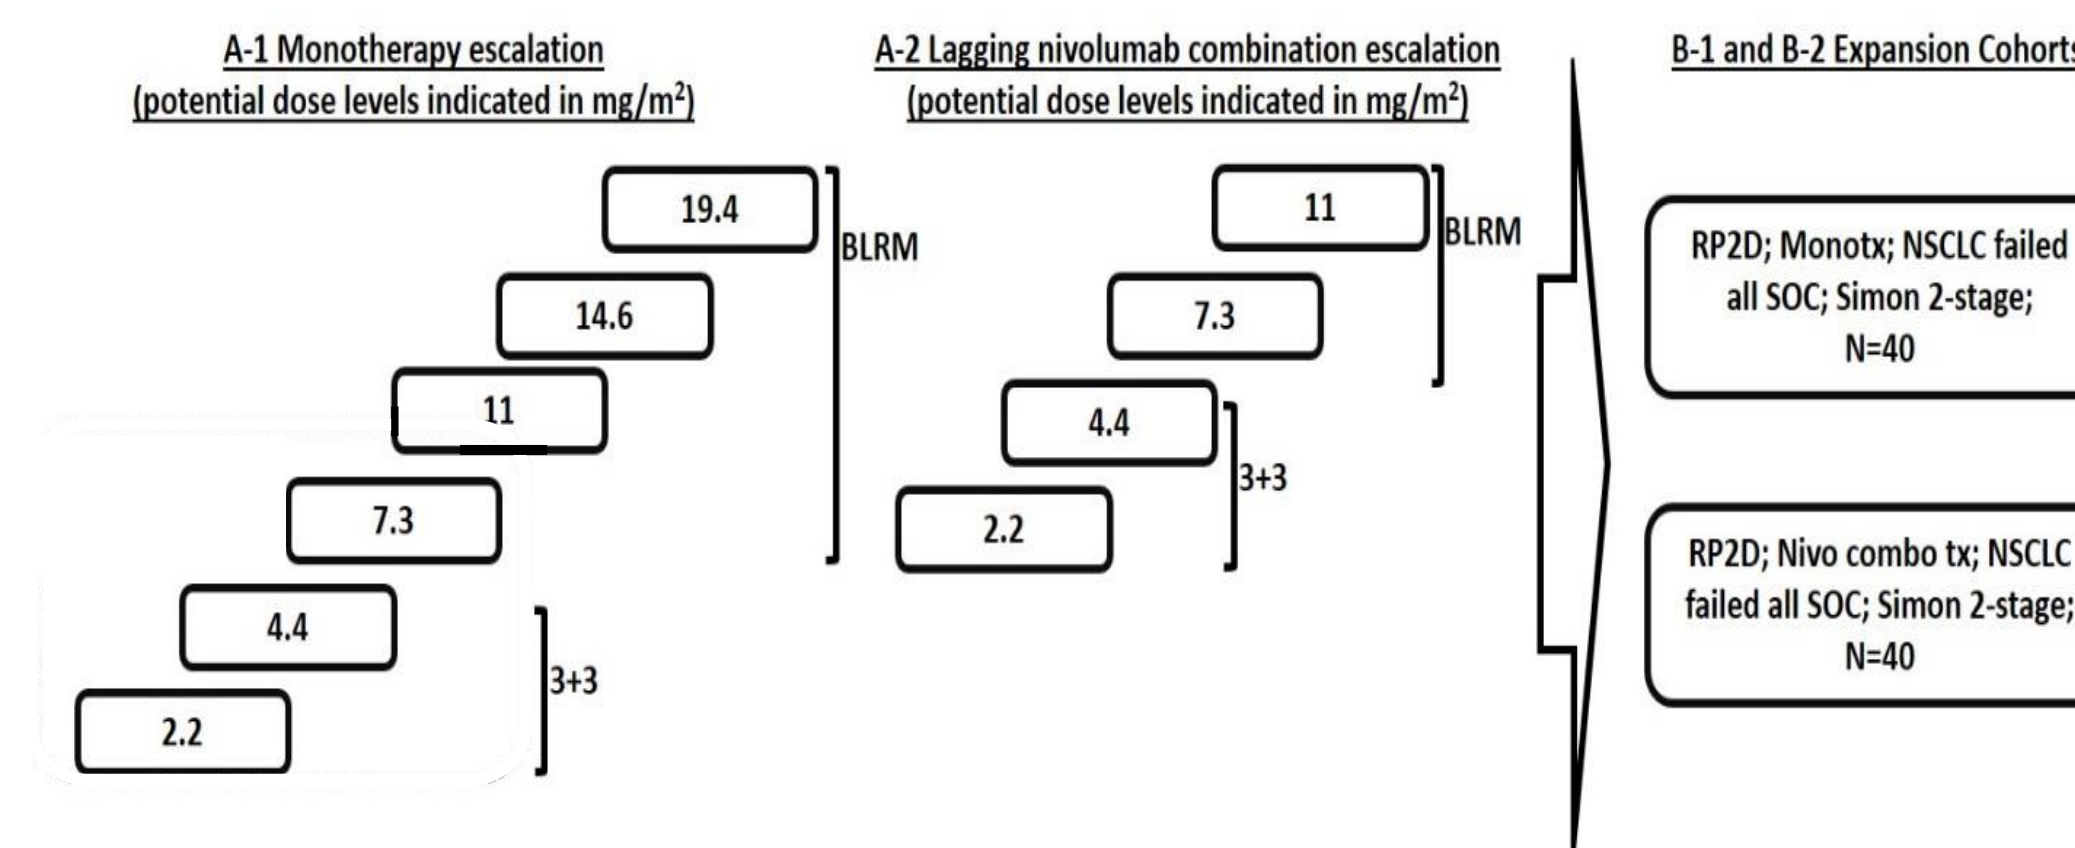 A-1 Monotherapy escalation
(potential dose levels indicated in mg/m²)
19.4
BLRM
14.6
11
7.3
4.4
3+3
2.2
A-2 Lagging nivolumab combination escalation
(potential dose levels indicated in mg/m²)
11
BLRM
7.3
4.4
3+3
2.2
B-1 and B-2 Expansion Cohorts
RP2D; Monotx; NSCLC failed
all SOC; Simon 2-stage;
N=40
RP2D; Nivo combo tx; NSCLC
failed all SOC; Simon 2-stage;
N=40